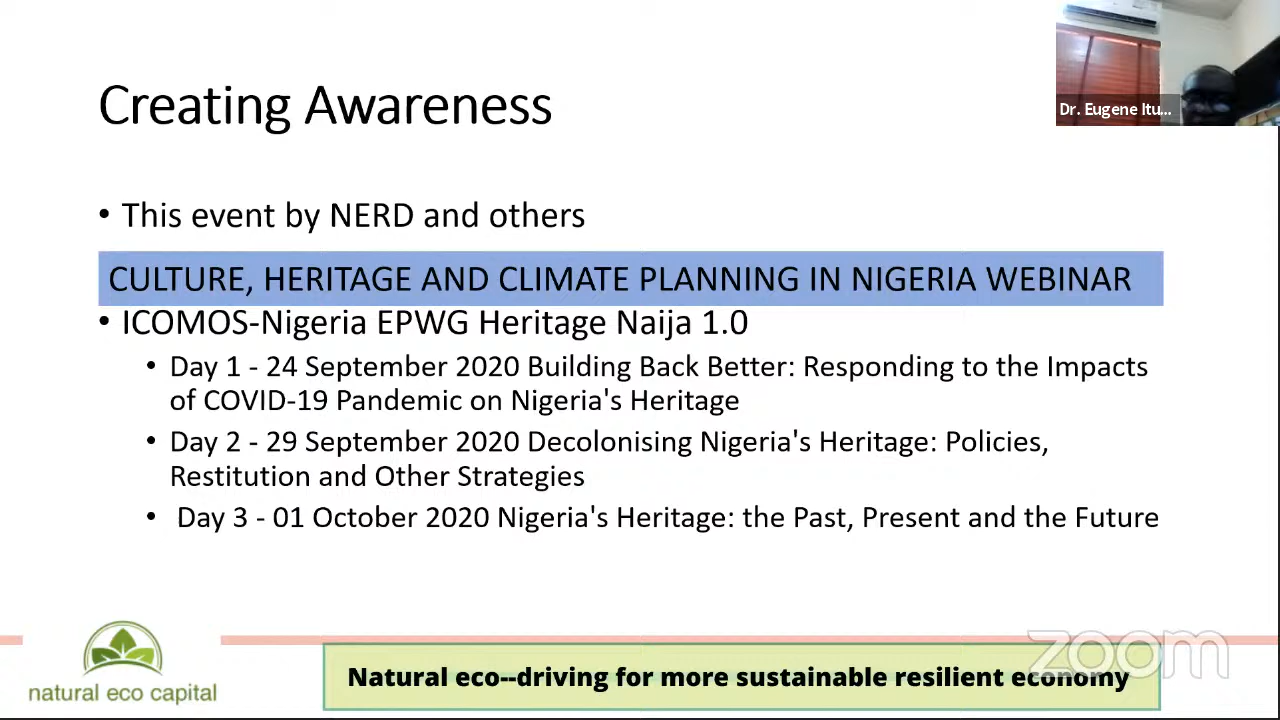 Dr. Eugene Itu...
Creating Awareness
• This event by NERD and others
CULTURE, HERITAGE AND CLIMATE PLANNING IN NIGERIA WEBINAR
• ICOMOS-Nigeria EPWG Heritage Naija 1.0
• Day 1 - 24 September 2020 Building Back Better: Responding to the Impacts
of COVID-19 Pandemic on Nigeria's Heritage
• Day 2 - 29 September 2020 Decolonising Nigeria's Heritage: Policies,
Restitution and Other Strategies
• Day 3 - 01 October 2020 Nigeria's Heritage: the Past, Present and the Future
natural eco capital
Natural eco--driving for more sustainable resilient economy
zoom